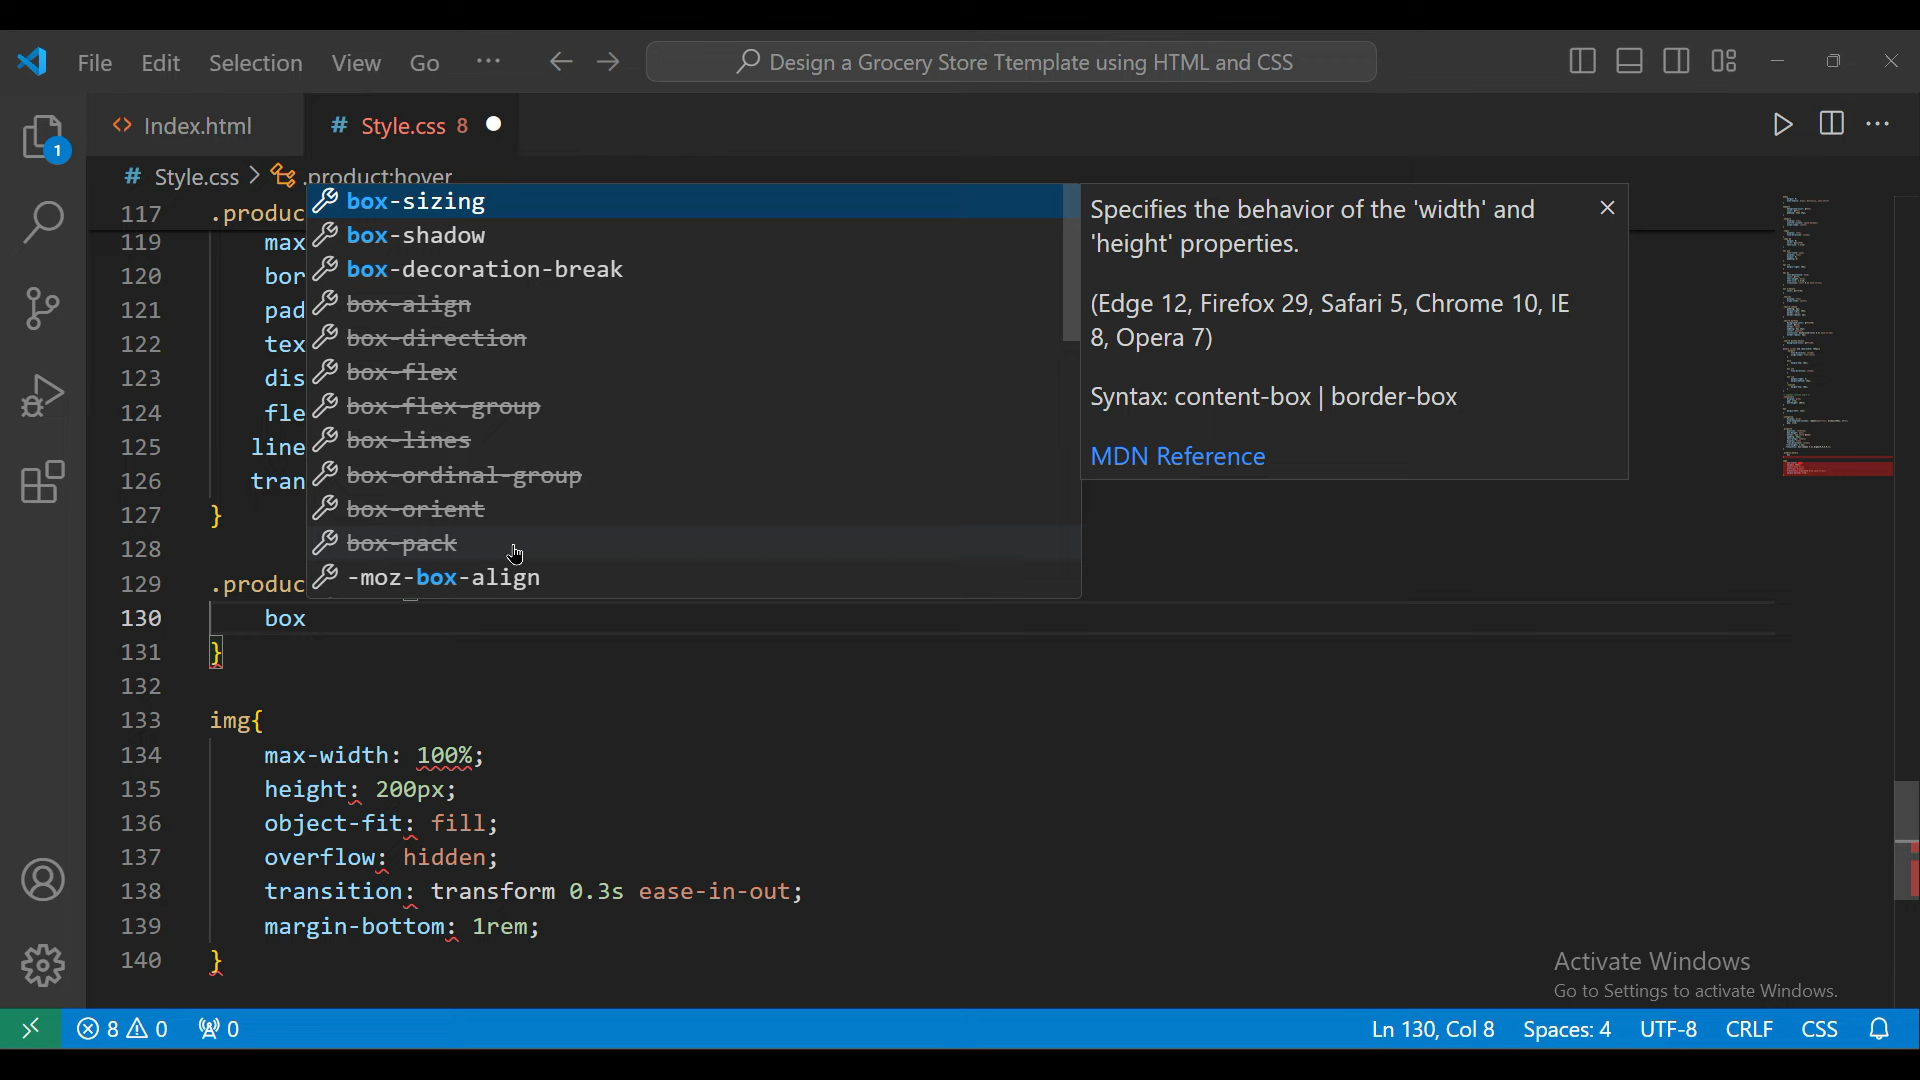 File Edit Selection View Go ··· Design a Grocery Store Ttemplate using HTML and CSS
Index.html # Style.css 8
# Style.css > .product:hover
117 .produc
119 max
120 bor
121 pad
122 tex
123 dis
124 fle
125 line
126 tran
127 }
128
129 .produc
130 box
131 }
132
133 img{
134 max-width: 100%;
135 height: 200px;
136 object-fit: fill;
137 overflow: hidden;
138 transition: transform 0.3s ease-in-out;
139 margin-bottom: 1rem;
140 }
box-sizing
box-shadow
box-decoration-break
box-align
box-direction
box-flex
box-flex-group
box-lines
box-ordinal-group
box-orient
box-pack
-moz-box-align
Specifies the behavior of the 'width' and
'height' properties.
(Edge 12, Firefox 29, Safari 5, Chrome 10, IE
8, Opera 7)
Syntax: content-box | border-box
MDN Reference
1
Activate Windows
Go to Settings to activate Windows.
8 0 0 Ln 130, Col 8 Spaces: 4 UTF-8 CRLF CSS